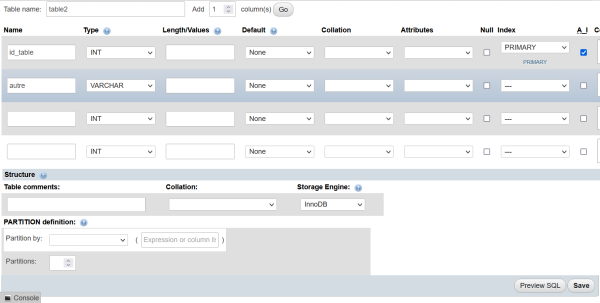 Table name: table2 Add 1 column(s) Go
Name Type Length/Values Default Collation Attributes Null Index A_I
id_table INT None PRIMARY
PRIMARY
autre VARCHAR None ---
INT None ---
INT None ---
Structure
Table comments: Collation: Storage Engine:
InnoDB
PARTITION definition:
Partition by: ( Expression or column )
Partitions:
Preview SQL Save
Console